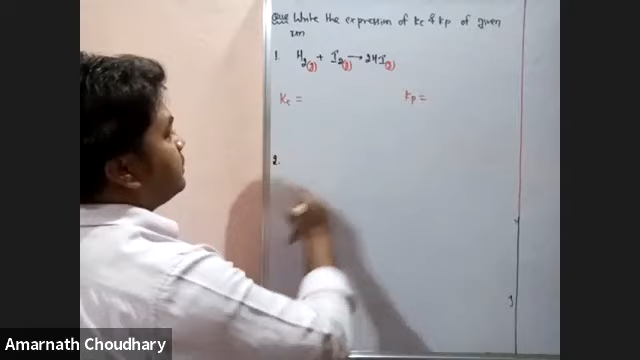 Que Write the expression of Kc & Kp of given
rxn
1. H2(g) + I2(g) → 2HI(g)
Kc = Kp =
2.
Amarnath Choudhary